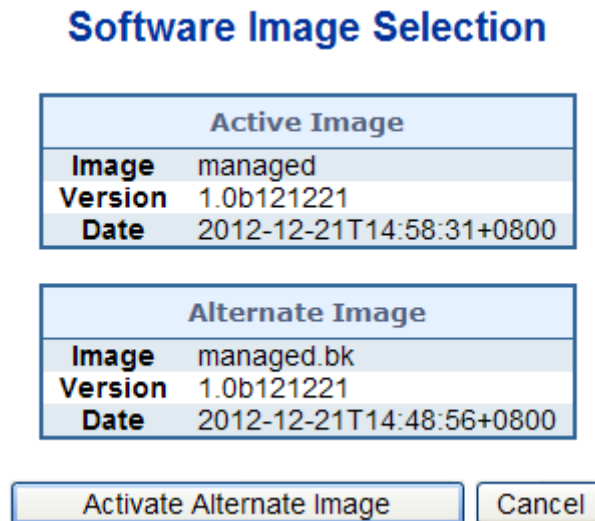 Software Image Selection
Active Image
Image managed
Version 1.0b121221
Date 2012-12-21T14:58:31+0800
Alternate Image
Image managed.bk
Version 1.0b121221
Date 2012-12-21T14:48:56+0800
Activate Alternate Image Cancel